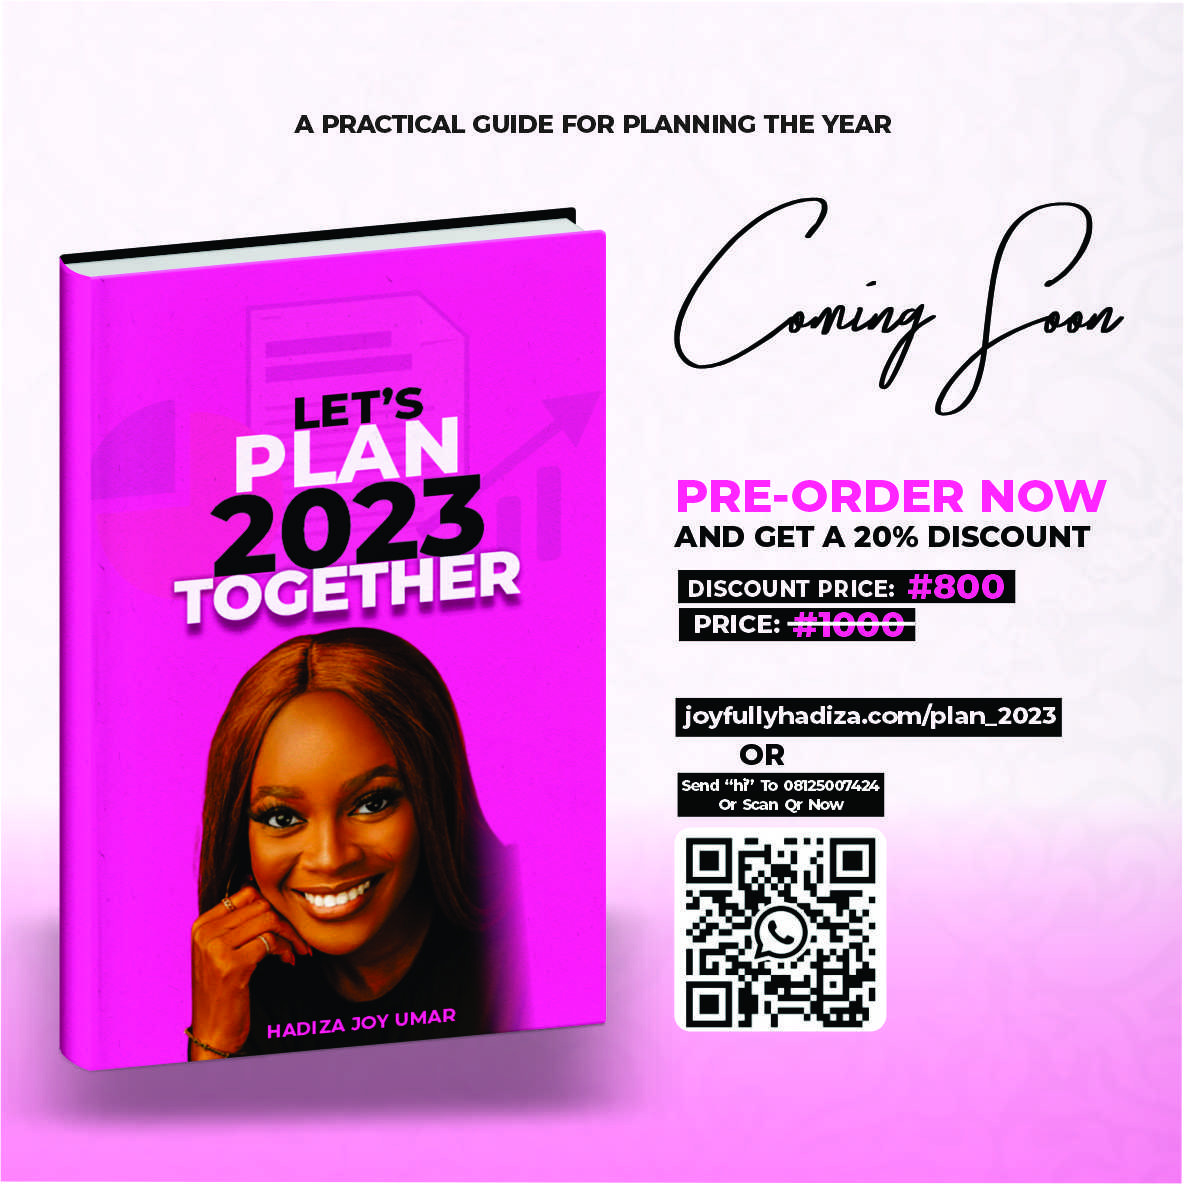 A PRACTICAL GUIDE FOR PLANNING THE YEAR
LET'S
PLAN
2023
TOGETHER
HADIZA JOY UMAR
Coming Soon
PRE-ORDER NOW
AND GET A 20% DISCOUNT
DISCOUNT PRICE: #800
PRICE: #1000
joyfullyhadiza.com/plan_2023
OR
Send “hi” To 08125007424
Or Scan Qr Now